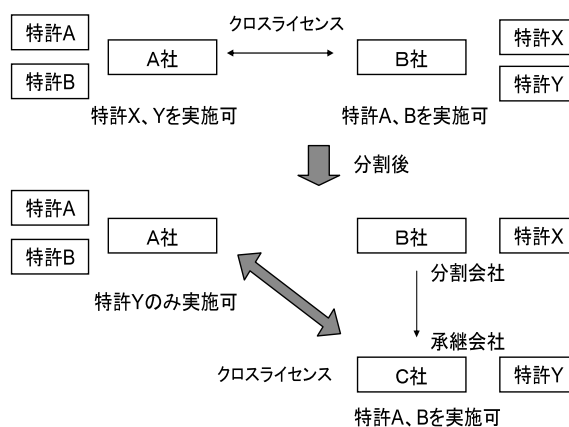 クロスライセンス
特許A
A社
B社
特許X
特許B
特許Y
特許X、Yを実施可
特許A、Bを実施可
分割後
特許A
A社
B社
特許X
特許B
分割会社
特許Yのみ実施可
承継会社
クロスライセンス
C社
特許Y
特許A、Bを実施可